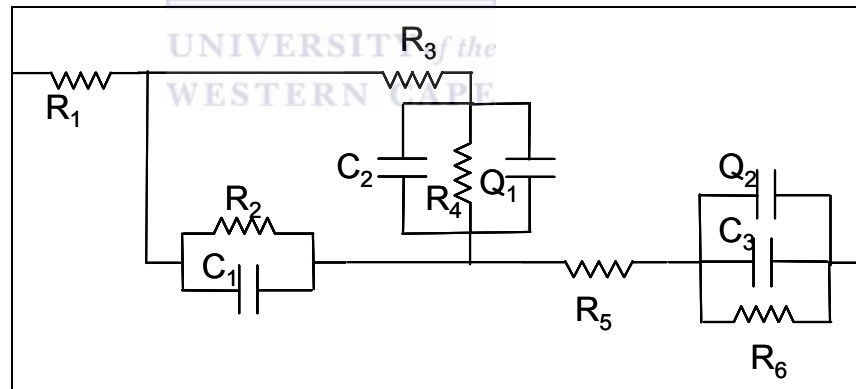 UNIVERSITY of the
WESTERN CAPE
R3
R1
C2
R4
Q1
R2
C1
Q2
C3
R5
R6